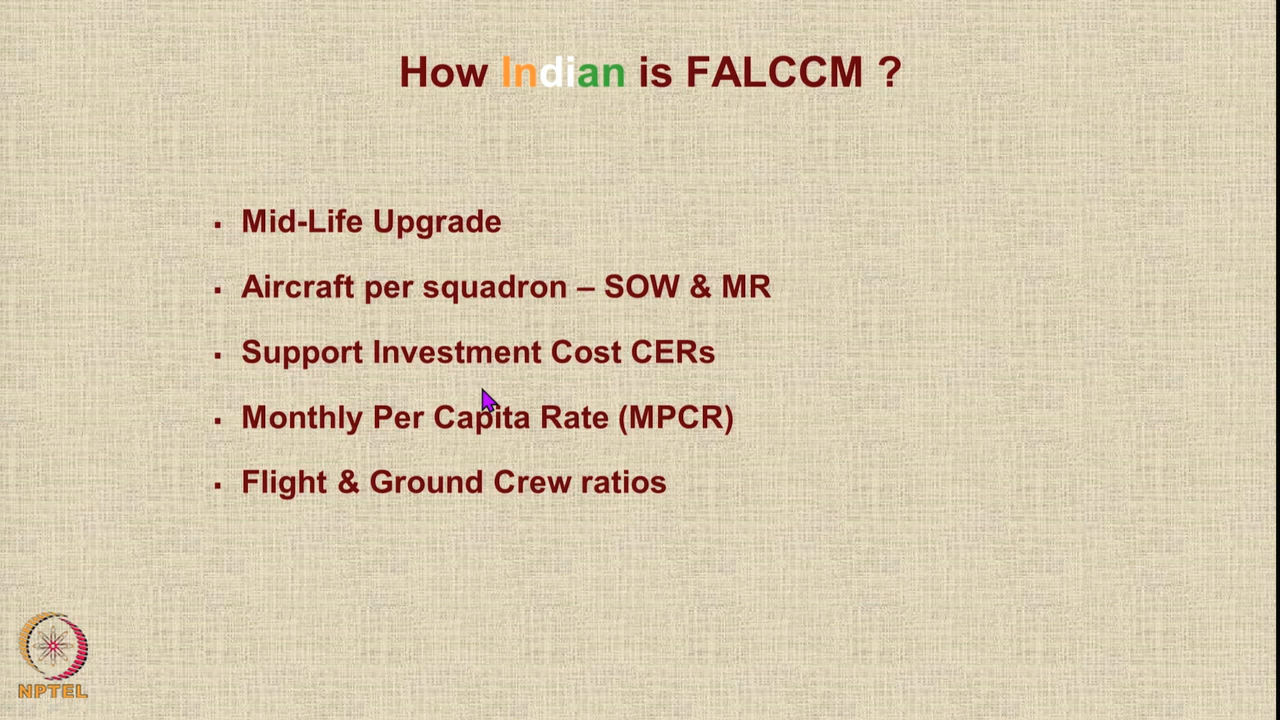 How Indian is FALCCM ?
▪ Mid-Life Upgrade
▪ Aircraft per squadron – SOW & MR
▪ Support Investment Cost CERs
▪ Monthly Per Capita Rate (MPCR)
▪ Flight & Ground Crew ratios
NPTEL